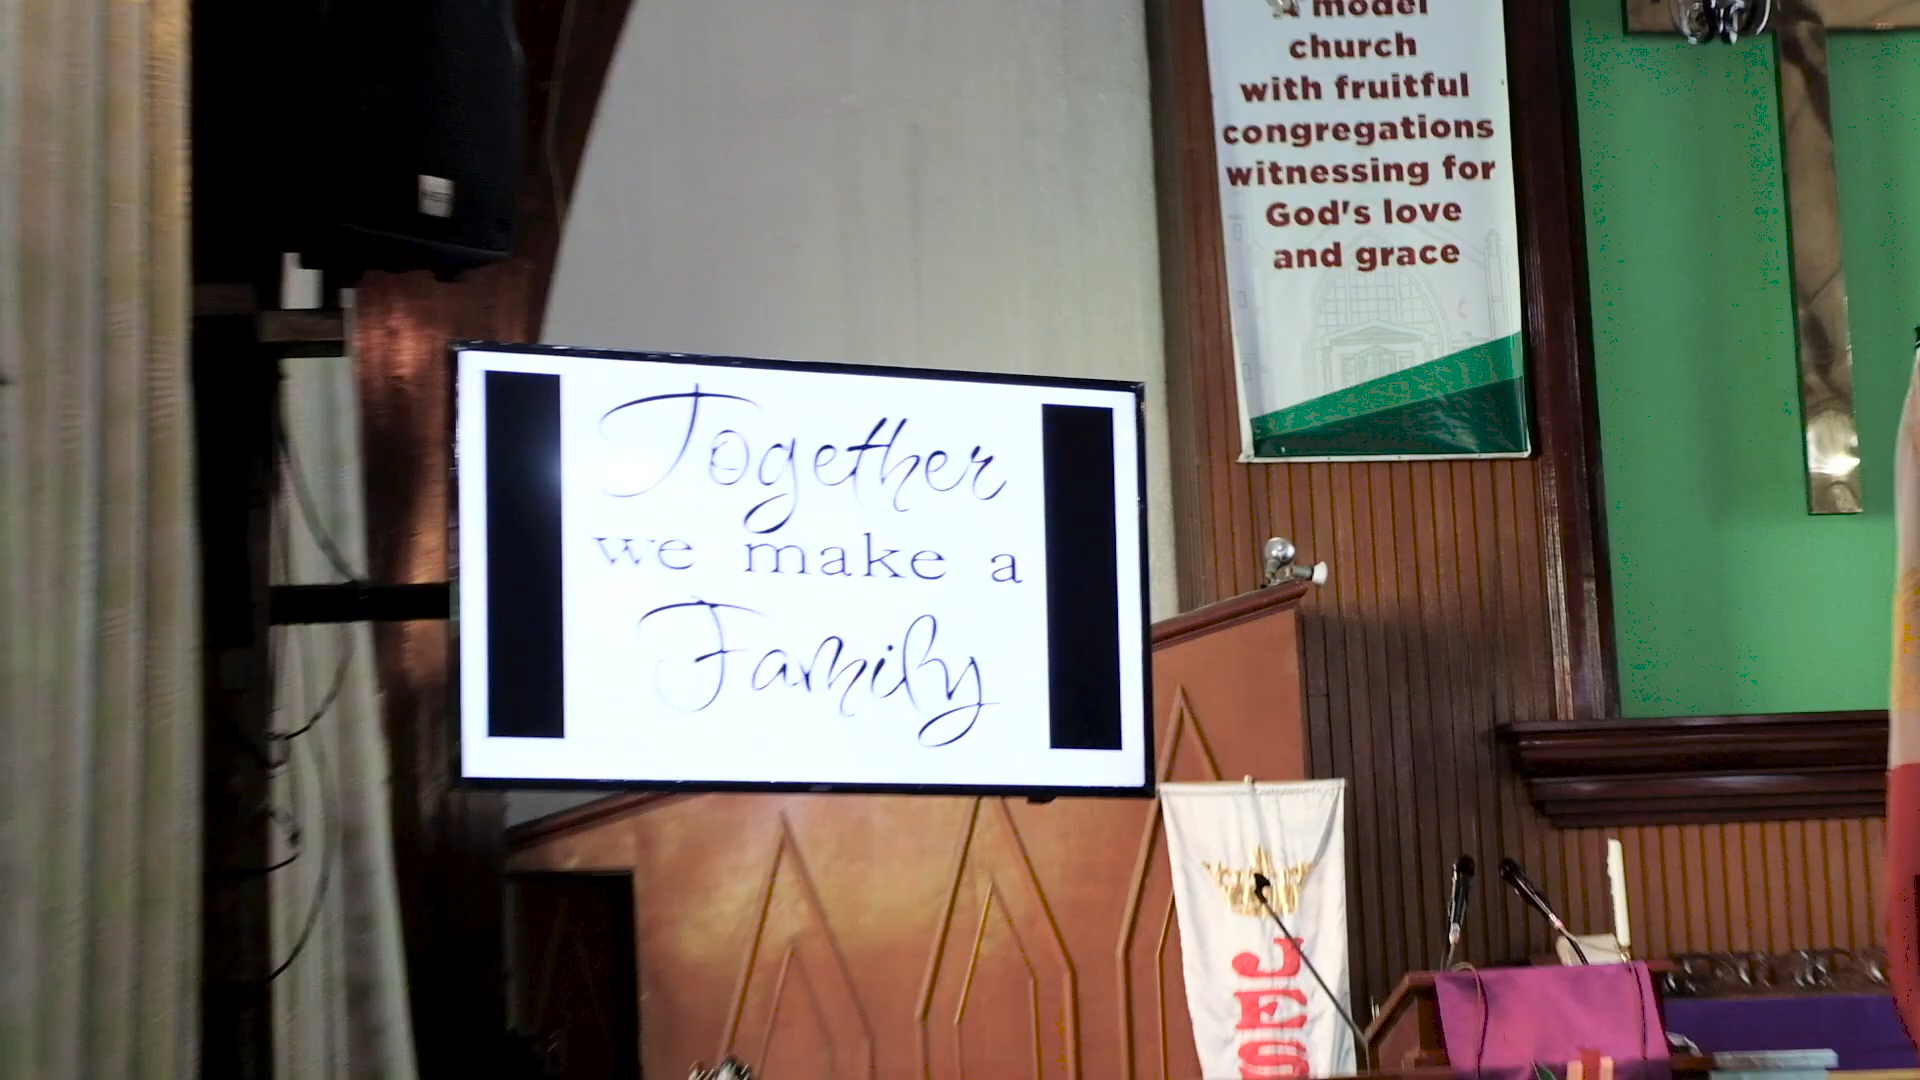 A model
church
with fruitful
congregations
witnessing for
God's love
and grace
Together
we make a
Family
JES